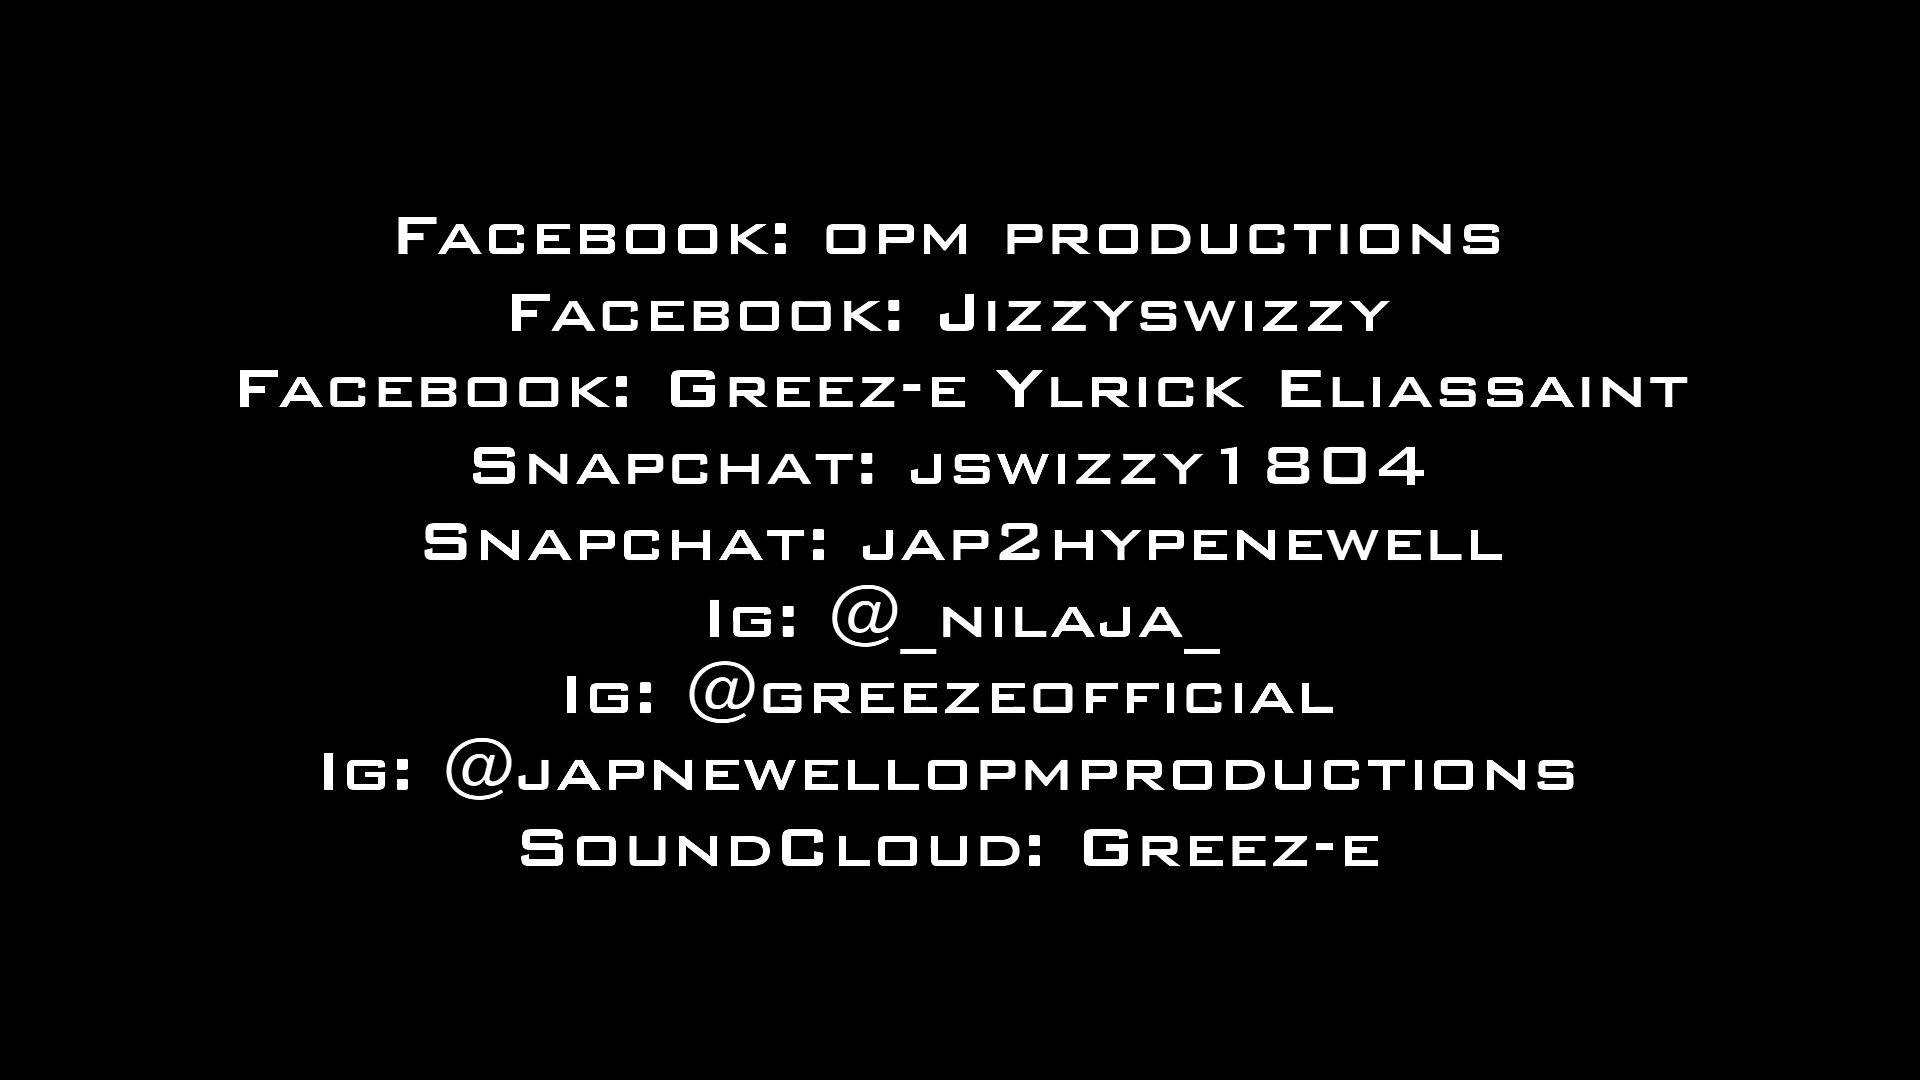 Facebook: opm productions
Facebook: Jizzyswizzy
Facebook: Greez-e Ylrick Eliassaint
Snapchat: jswizzy1804
Snapchat: jap2hypenewell
Ig: @_nilaja_
Ig: @greezeofficial
Ig: @japnewellopmproductions
SoundCloud: Greez-e